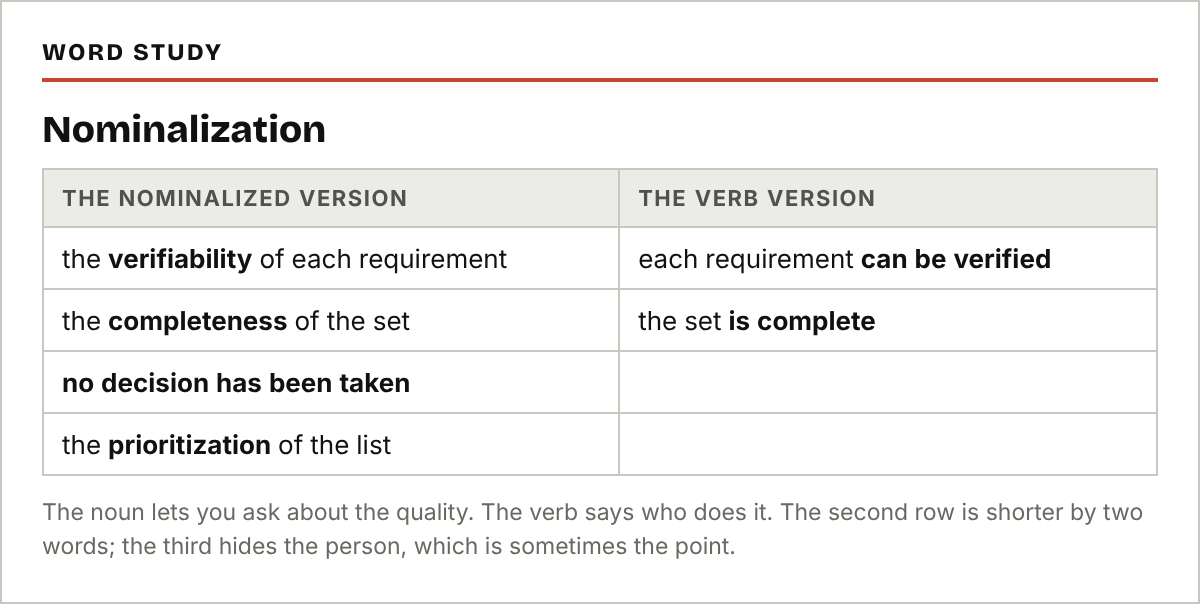 WORD STUDY
Nominalization
THE NOMINALIZED VERSION THE VERB VERSION
the verifiability of each requirement each requirement can be verified
the completeness of the set the set is complete
no decision has been taken
the prioritization of the list
The noun lets you ask about the quality. The verb says who does it. The second row is shorter by two
words; the third hides the person, which is sometimes the point.